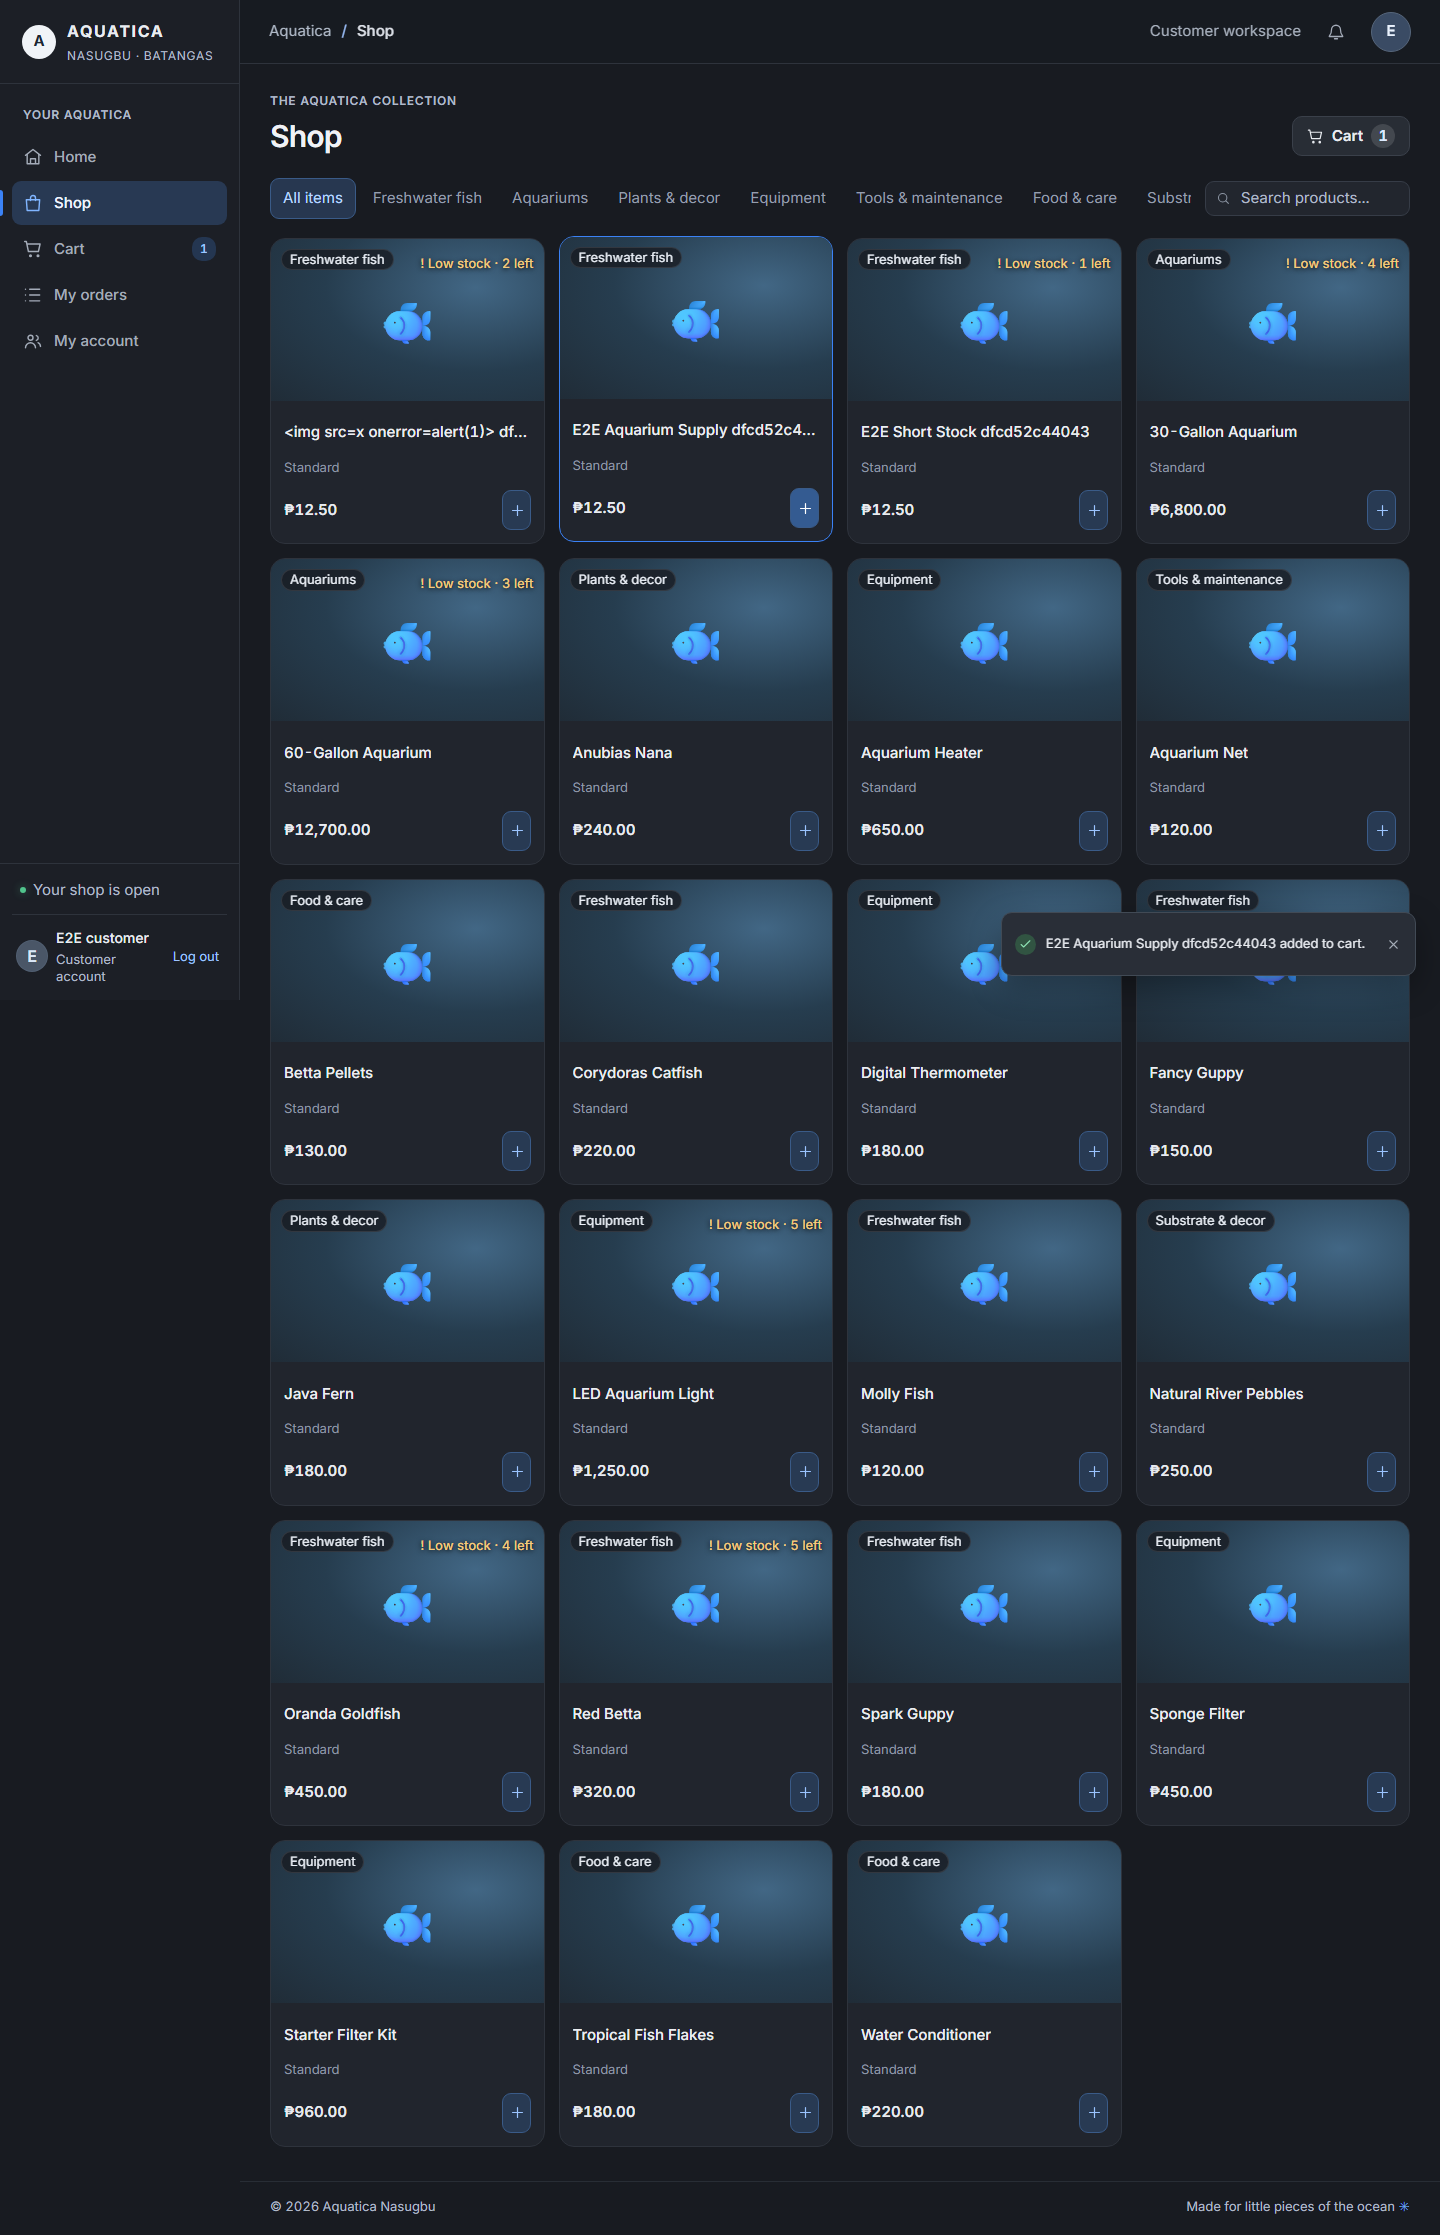 A
AQUATICA
NASUGBU · BATANGAS
YOUR AQUATICA
Home
Shop
Cart 1
My orders
My account
Your shop is open
E
E2E customer
Customer
account
Log out
Aquatica / Shop
Customer workspace
E
THE AQUATICA COLLECTION
Shop
Cart 1
All items
Freshwater fish
Aquariums
Plants & decor
Equipment
Tools & maintenance
Food & care
Substr
Search products...
Freshwater fish
! Low stock · 2 left
<img src=x onerror=alert(1)> df...
Standard
₱12.50
+
Freshwater fish
E2E Aquarium Supply dfcd52c4...
Standard
₱12.50
+
Freshwater fish
! Low stock · 1 left
E2E Short Stock dfcd52c44043
Standard
₱12.50
+
Aquariums
! Low stock · 4 left
30-Gallon Aquarium
Standard
₱6,800.00
+
Aquariums
! Low stock · 3 left
60-Gallon Aquarium
Standard
₱12,700.00
+
Plants & decor
Anubias Nana
Standard
₱240.00
+
Equipment
Aquarium Heater
Standard
₱650.00
+
Tools & maintenance
Aquarium Net
Standard
₱120.00
+
Food & care
Betta Pellets
Standard
₱130.00
+
Freshwater fish
Corydoras Catfish
Standard
₱220.00
+
Equipment
Digital Thermometer
Standard
₱180.00
+
Freshwater fish
Fancy Guppy
Standard
₱150.00
+
E2E Aquarium Supply dfcd52c44043 added to cart.
Plants & decor
Java Fern
Standard
₱180.00
+
Equipment
! Low stock · 5 left
LED Aquarium Light
Standard
₱1,250.00
+
Freshwater fish
Molly Fish
Standard
₱120.00
+
Substrate & decor
Natural River Pebbles
Standard
₱250.00
+
Freshwater fish
! Low stock · 4 left
Oranda Goldfish
Standard
₱450.00
+
Freshwater fish
! Low stock · 5 left
Red Betta
Standard
₱320.00
+
Freshwater fish
Spark Guppy
Standard
₱180.00
+
Equipment
Sponge Filter
Standard
₱450.00
+
Equipment
Starter Filter Kit
Standard
₱960.00
+
Food & care
Tropical Fish Flakes
Standard
₱180.00
+
Food & care
Water Conditioner
Standard
₱220.00
+
© 2026 Aquatica Nasugbu
Made for little pieces of the ocean ✳